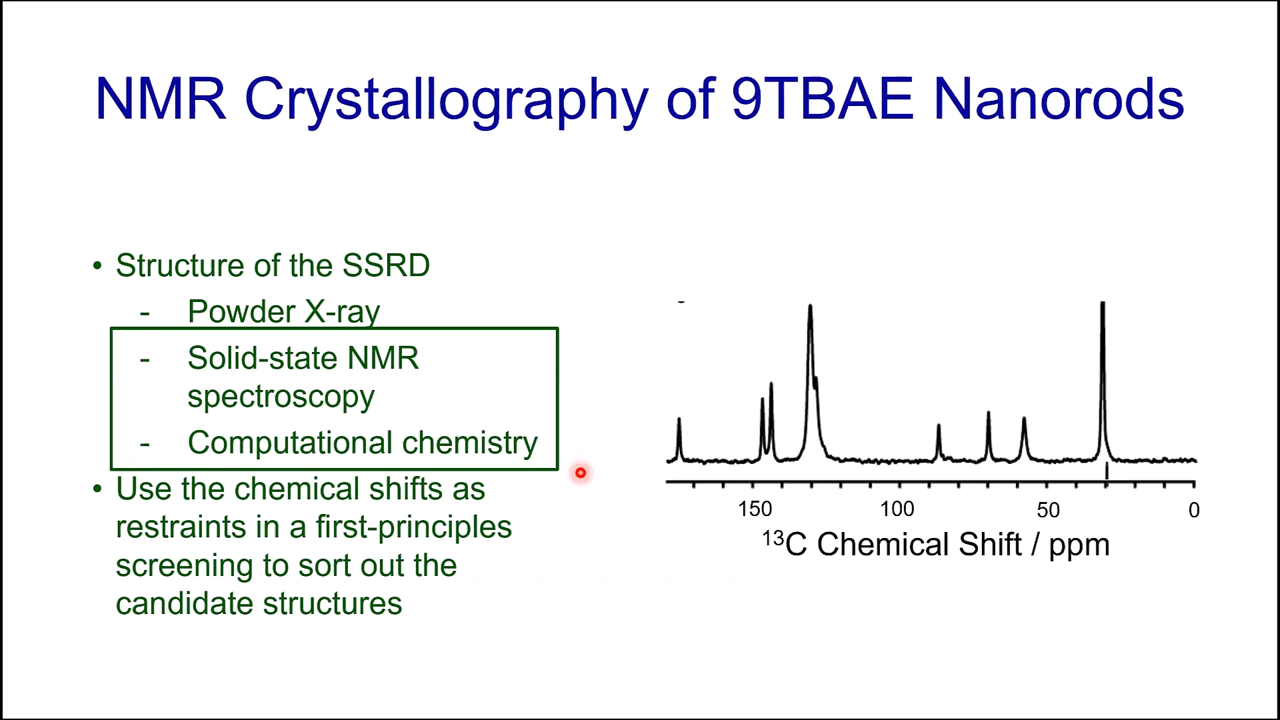 NMR Crystallography of 9TBAE Nanorods
• Structure of the SSRD
- Powder X-ray
- Solid-state NMR
spectroscopy
- Computational chemistry
• Use the chemical shifts as
restraints in a first-principles
screening to sort out the
candidate structures
150 100 50 0
¹³C Chemical Shift / ppm